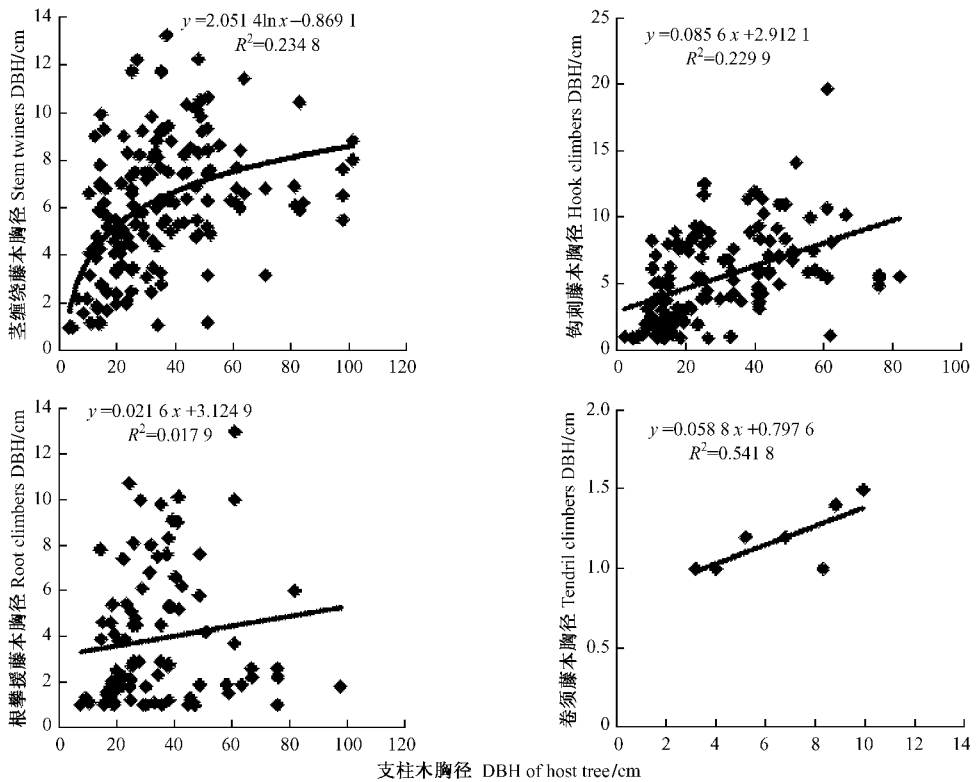 y=2.051 4lnx−0.869 1
R²=0.234 8
茎缠绕藤木胸径 Stem twiners DBH/cm
14
12
10
8
6
4
2
0
0 20 40 60 80 100 120
y=0.085 6x+2.912 1
R²=0.229 9
钩刺藤木胸径 Hook climbers DBH/cm
25
20
15
10
5
0
0 20 40 60 80 100
y=0.021 6x+3.124 9
R²=0.017 9
根攀援藤木胸径 Root climbers DBH/cm
14
12
10
8
6
4
2
0
0 20 40 60 80 100 120
y=0.058 8x+0.797 6
R²=0.541 8
卷须藤木胸径 Tendril climbers DBH/cm
2.0
1.5
1.0
0.5
0
0 2 4 6 8 10 12 14
支柱木胸径 DBH of host tree/cm